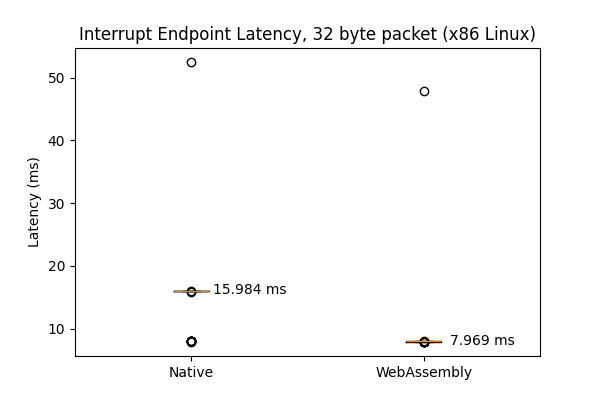 Interrupt Endpoint Latency, 32 byte packet (x86 Linux)
50
40
30
20
10
Latency (ms)
15.984 ms
7.969 ms
Native
WebAssembly